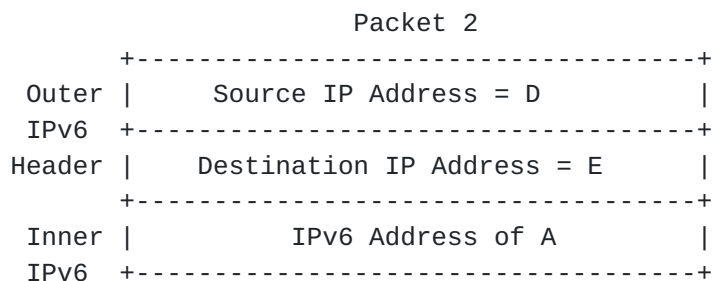 Packet 2
        +-----------------------------------+
  Outer |     Source IP Address = D         |
  IPv6  +-----------------------------------+
 Header |    Destination IP Address = E     |
        +-----------------------------------+
  Inner |         IPv6 Address of A         |
  IPv6  +-----------------------------------+